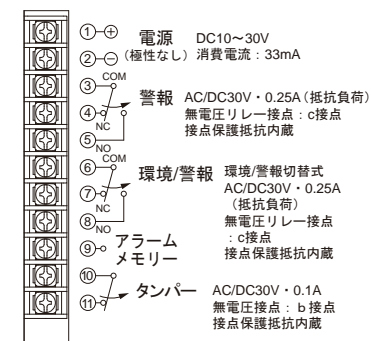 ① ⊕ 電源 DC10～30V
② ⊖ (極性なし) 消費電流：33mA
③ COM
警報 AC/DC30V・0.25A(抵抗負荷)
④ NC 無電圧リレー接点：c接点
接点保護抵抗内蔵
⑤ NO
⑥ COM
環境/警報 環境/警報切替式
AC/DC30V・0.25A
⑦ NC (抵抗負荷)
無電圧リレー接点
⑧ NO ：c接点
接点保護抵抗内蔵
⑨ アラーム
メモリー
⑩
⑪ タンパー AC/DC30V・0.1A
無電圧接点：ｂ接点
接点保護抵抗内蔵